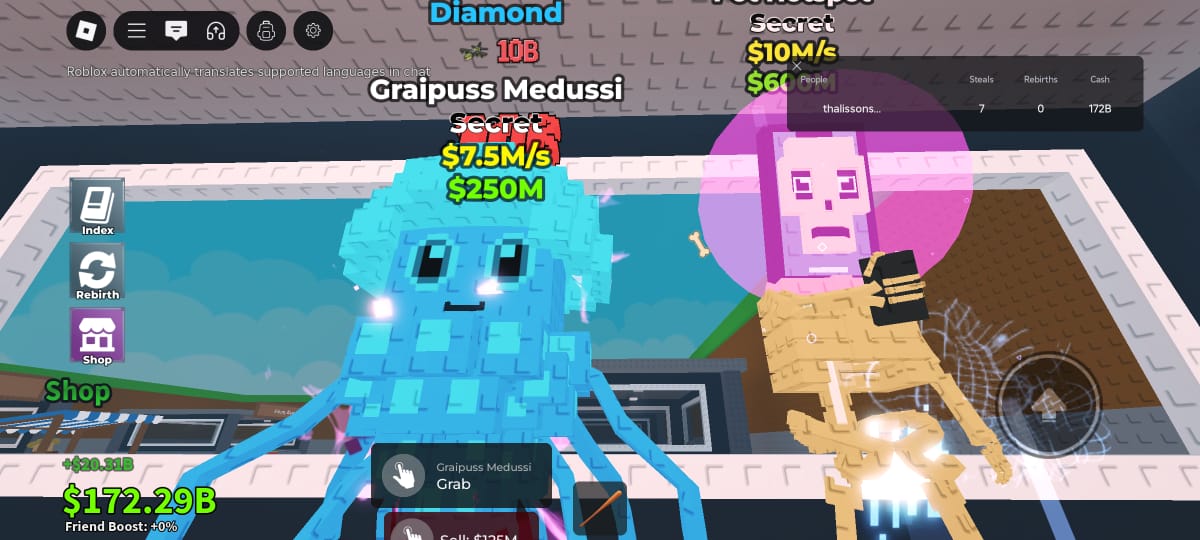 Diamond
10B
Graipuss Medussi
Secret
$7.5M/s
$250M
Secret
$10M/s
Roblox automatically translates supported languages in chat
People Steals Rebirths Cash
thalissons... 7 0 172B
Index
Rebirth
Shop
Shop
+$20.31B
$172.29B
Friend Boost: +0%
Graipuss Medussi
Grab
Sell: $125M